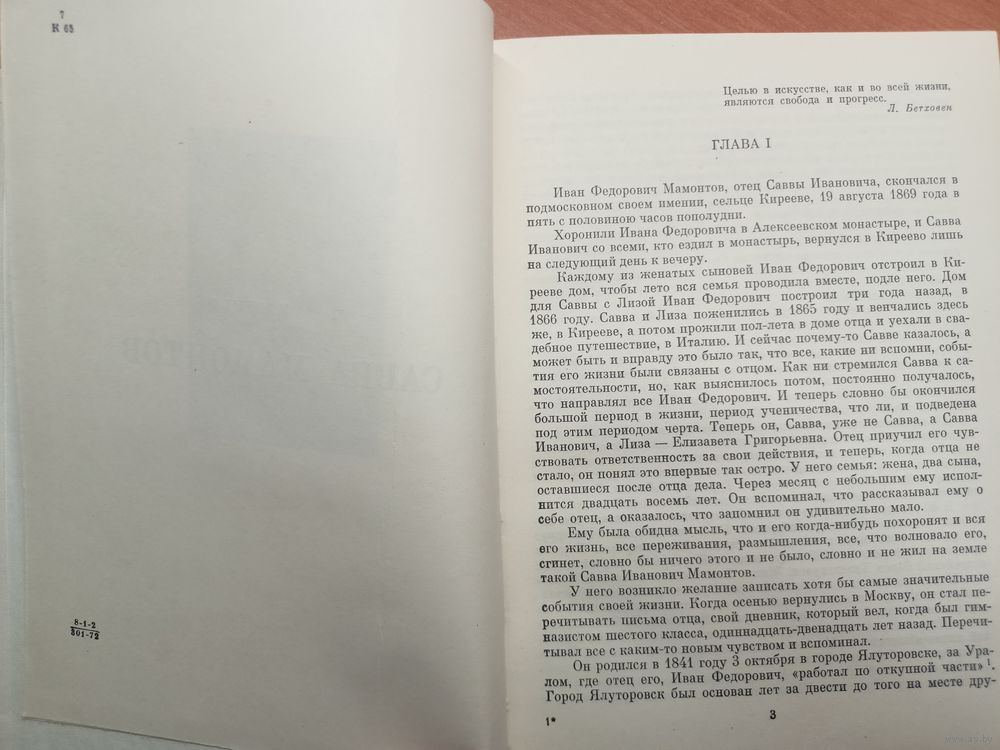 7
К 65
8-1-2
301-72
Целью в искусстве, как и во всей жизни,
являются свобода и прогресс.
Л. Бетховен
ГЛАВА I
Иван Федорович Мамонтов, отец Саввы Ивановича, скончался в
подмосковном своем имении, сельце Кирееве, 19 августа 1869 года в
пять с половиною часов пополудни.
Хоронили Ивана Федоровича в Алексеевском монастыре, и Савва
Иванович со всеми, кто ездил в монастырь, вернулся в Киреево лишь
на следующий день к вечеру.
Каждому из женатых сыновей Иван Федорович отстроил в Ки-
рееве дом, чтобы лето вся семья проводила вместе, подле него. Дом
для Саввы с Лизой Иван Федорович построил три года назад, в
1866 году. Савва и Лиза поженились в 1865 году и венчались здесь
же, в Кирееве, а потом прожили пол-лета в доме отца и уехали в сва-
дебное путешествие, в Италию. И сейчас почему-то Савве казалось, а
может быть и вправду это было так, что все, какие ни вспомни, собы-
тия его жизни были связаны с отцом. Как ни стремился Савва к са-
мостоятельности, но, как выяснилось потом, постоянно получалось,
что направлял все Иван Федорович. И теперь словно бы окончился
большой период в жизни, период ученичества, что ли, и подведена
под этим периодом черта. Теперь он, Савва, уже не Савва, а Савва
Иванович, а Лиза — Елизавета Григорьевна. Отец приучил его чув-
ствовать ответственность за свои действия, и теперь, когда отца не
стало, он понял это впервые так остро. У него семья: жена, два сына,
оставшиеся после отца дела. Через месяц с небольшим ему испол-
нится двадцать восемь лет. Он вспоминал, что рассказывал ему о
себе отец, а оказалось, что запомнил он удивительно мало.
Ему была обидна мысль, что и его когда-нибудь похоронят и вся
его жизнь, все переживания, размышления, все, что волновало его,
сгинет, словно бы ничего этого и не было, словно и не жил на земле
такой Савва Иванович Мамонтов.
У него возникло желание записать хотя бы самые значительные
события своей жизни. Когда осенью вернулись в Москву, он стал пе-
речитывать письма отца, свой дневник, который вел, когда был гим-
назистом шестого класса, одиннадцать-двенадцать лет назад. Перечи-
тывал все с каким-то новым чувством и вспоминал.
Он родился в 1841 году 3 октября в городе Ялуторовске, за Ура-
лом, где отец его, Иван Федорович, «работал по откупной части» ¹.
Город Ялуторовск был основан лет за двести до того на месте дру-
1*
3
www.ay.by